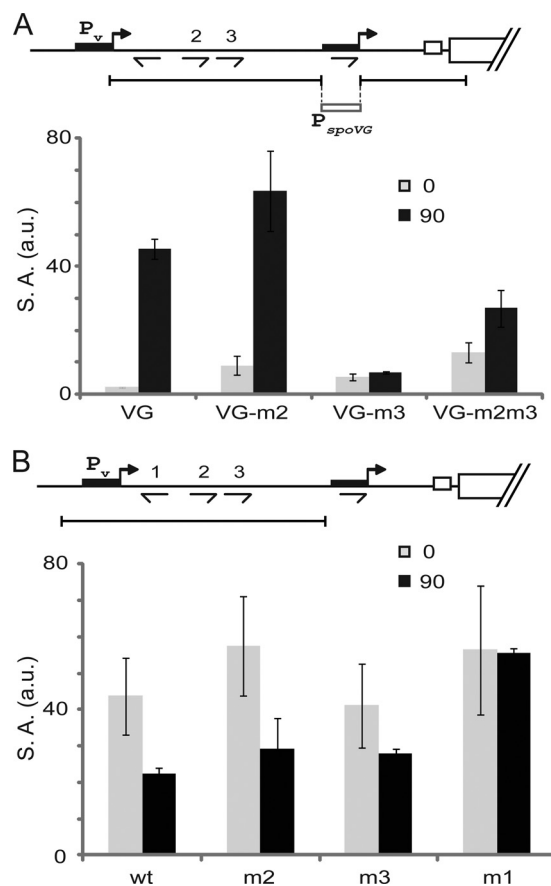 A
Pv
2 3
PspoVG
80
0
90
40
0
S. A. (a.u.)
VG VG-m2 VG-m3 VG-m2m3
B
Pv
1 2 3
80
0
90
40
0
S. A. (a.u.)
wt m2 m3 m1